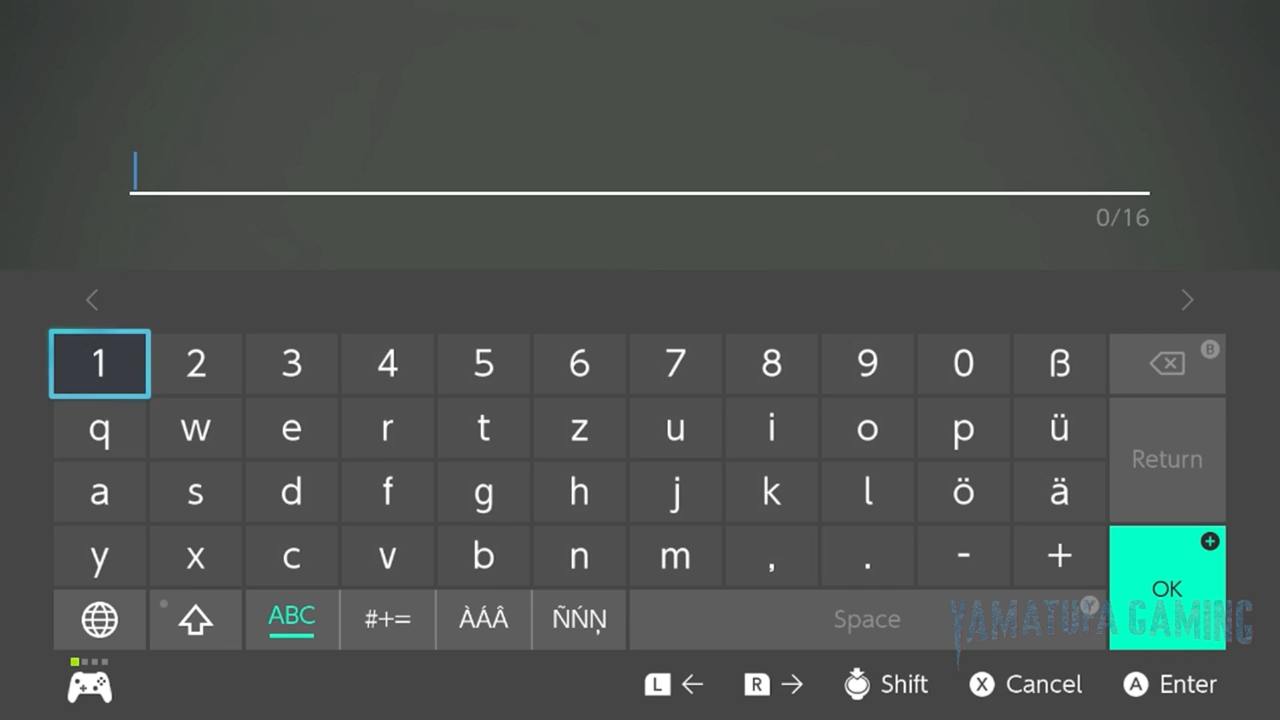 0/16
1 2 3 4 5 6 7 8 9 0 ß B
q w e r t z u i o p ü
Return
a s d f g h j k l ö ä
y x c v b n m , . - +
OK
ABC #+= ÀÁÂ ÑŃŅ Space Y
YAMATUPA GAMING
L ← R → Shift X Cancel A Enter